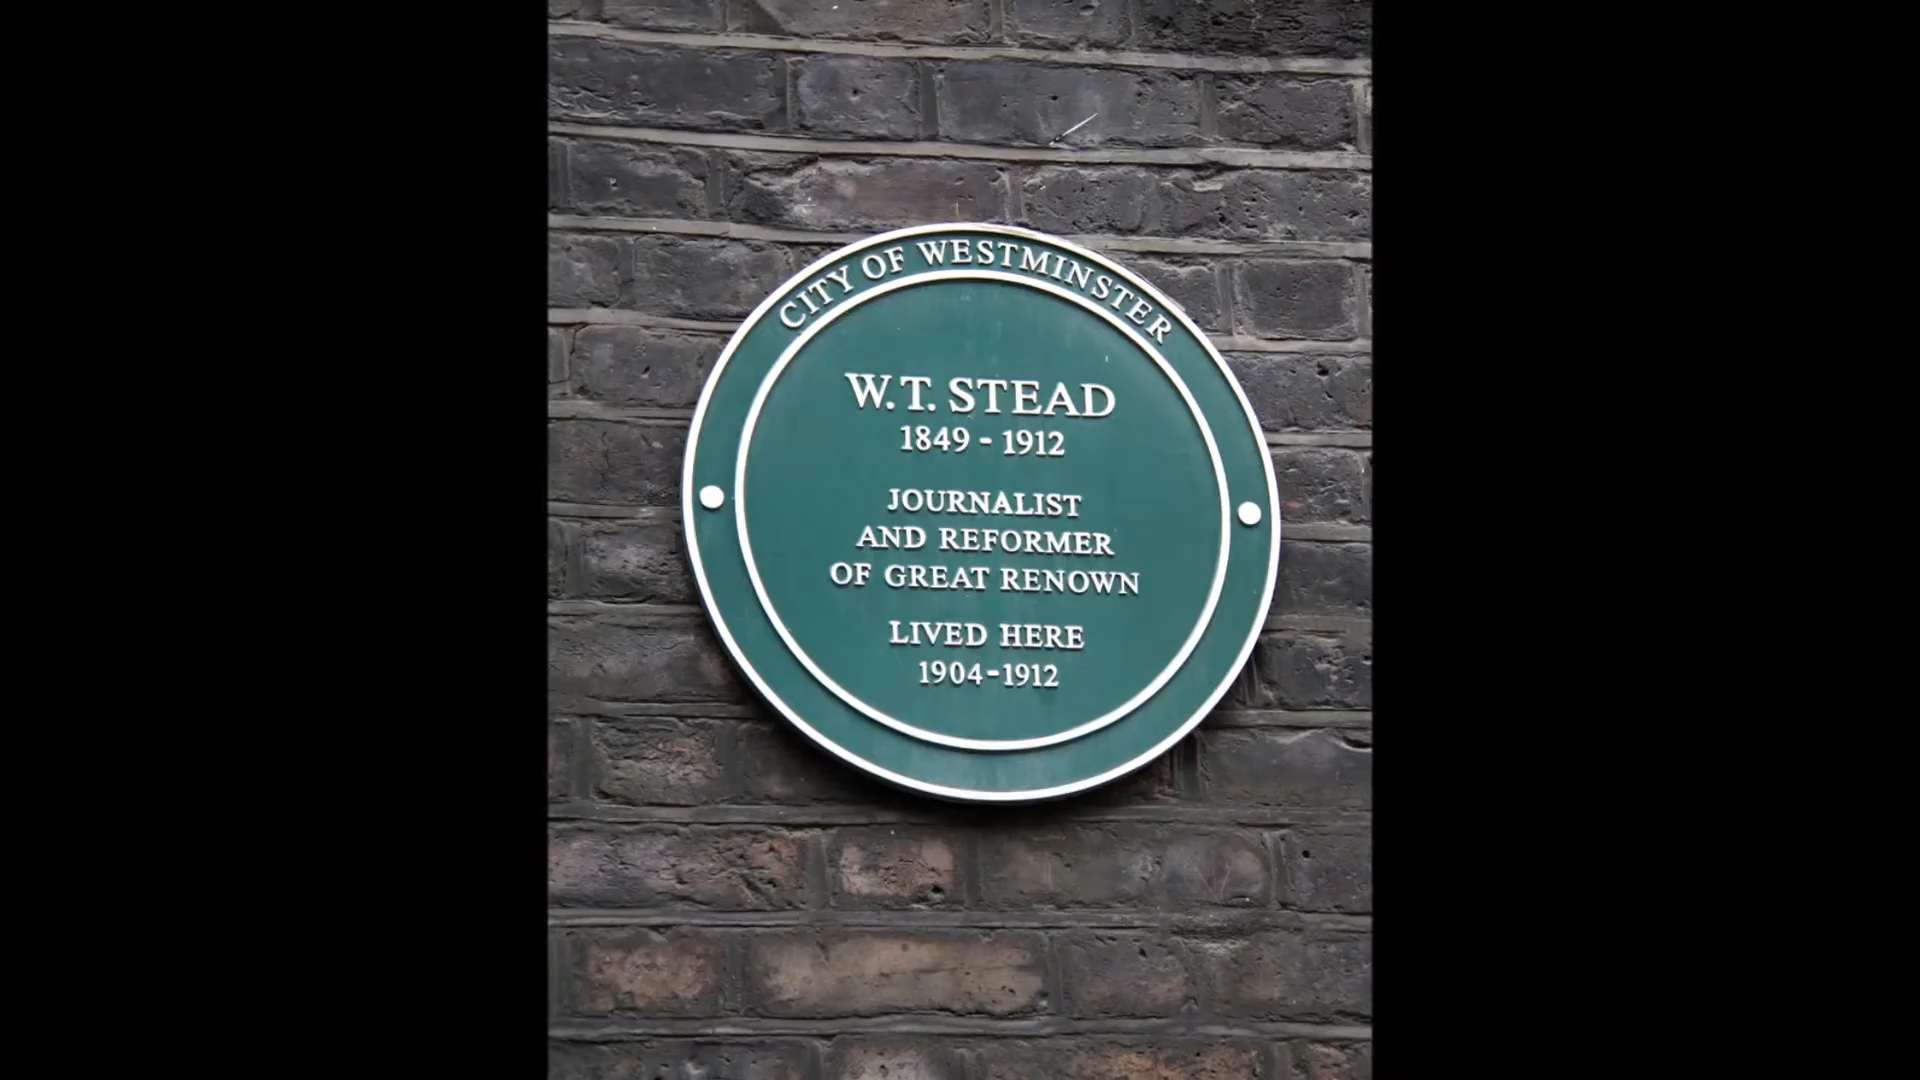 CITY OF WESTMINSTER
W.T. STEAD
1849 - 1912
JOURNALIST
AND REFORMER
OF GREAT RENOWN
LIVED HERE
1904-1912